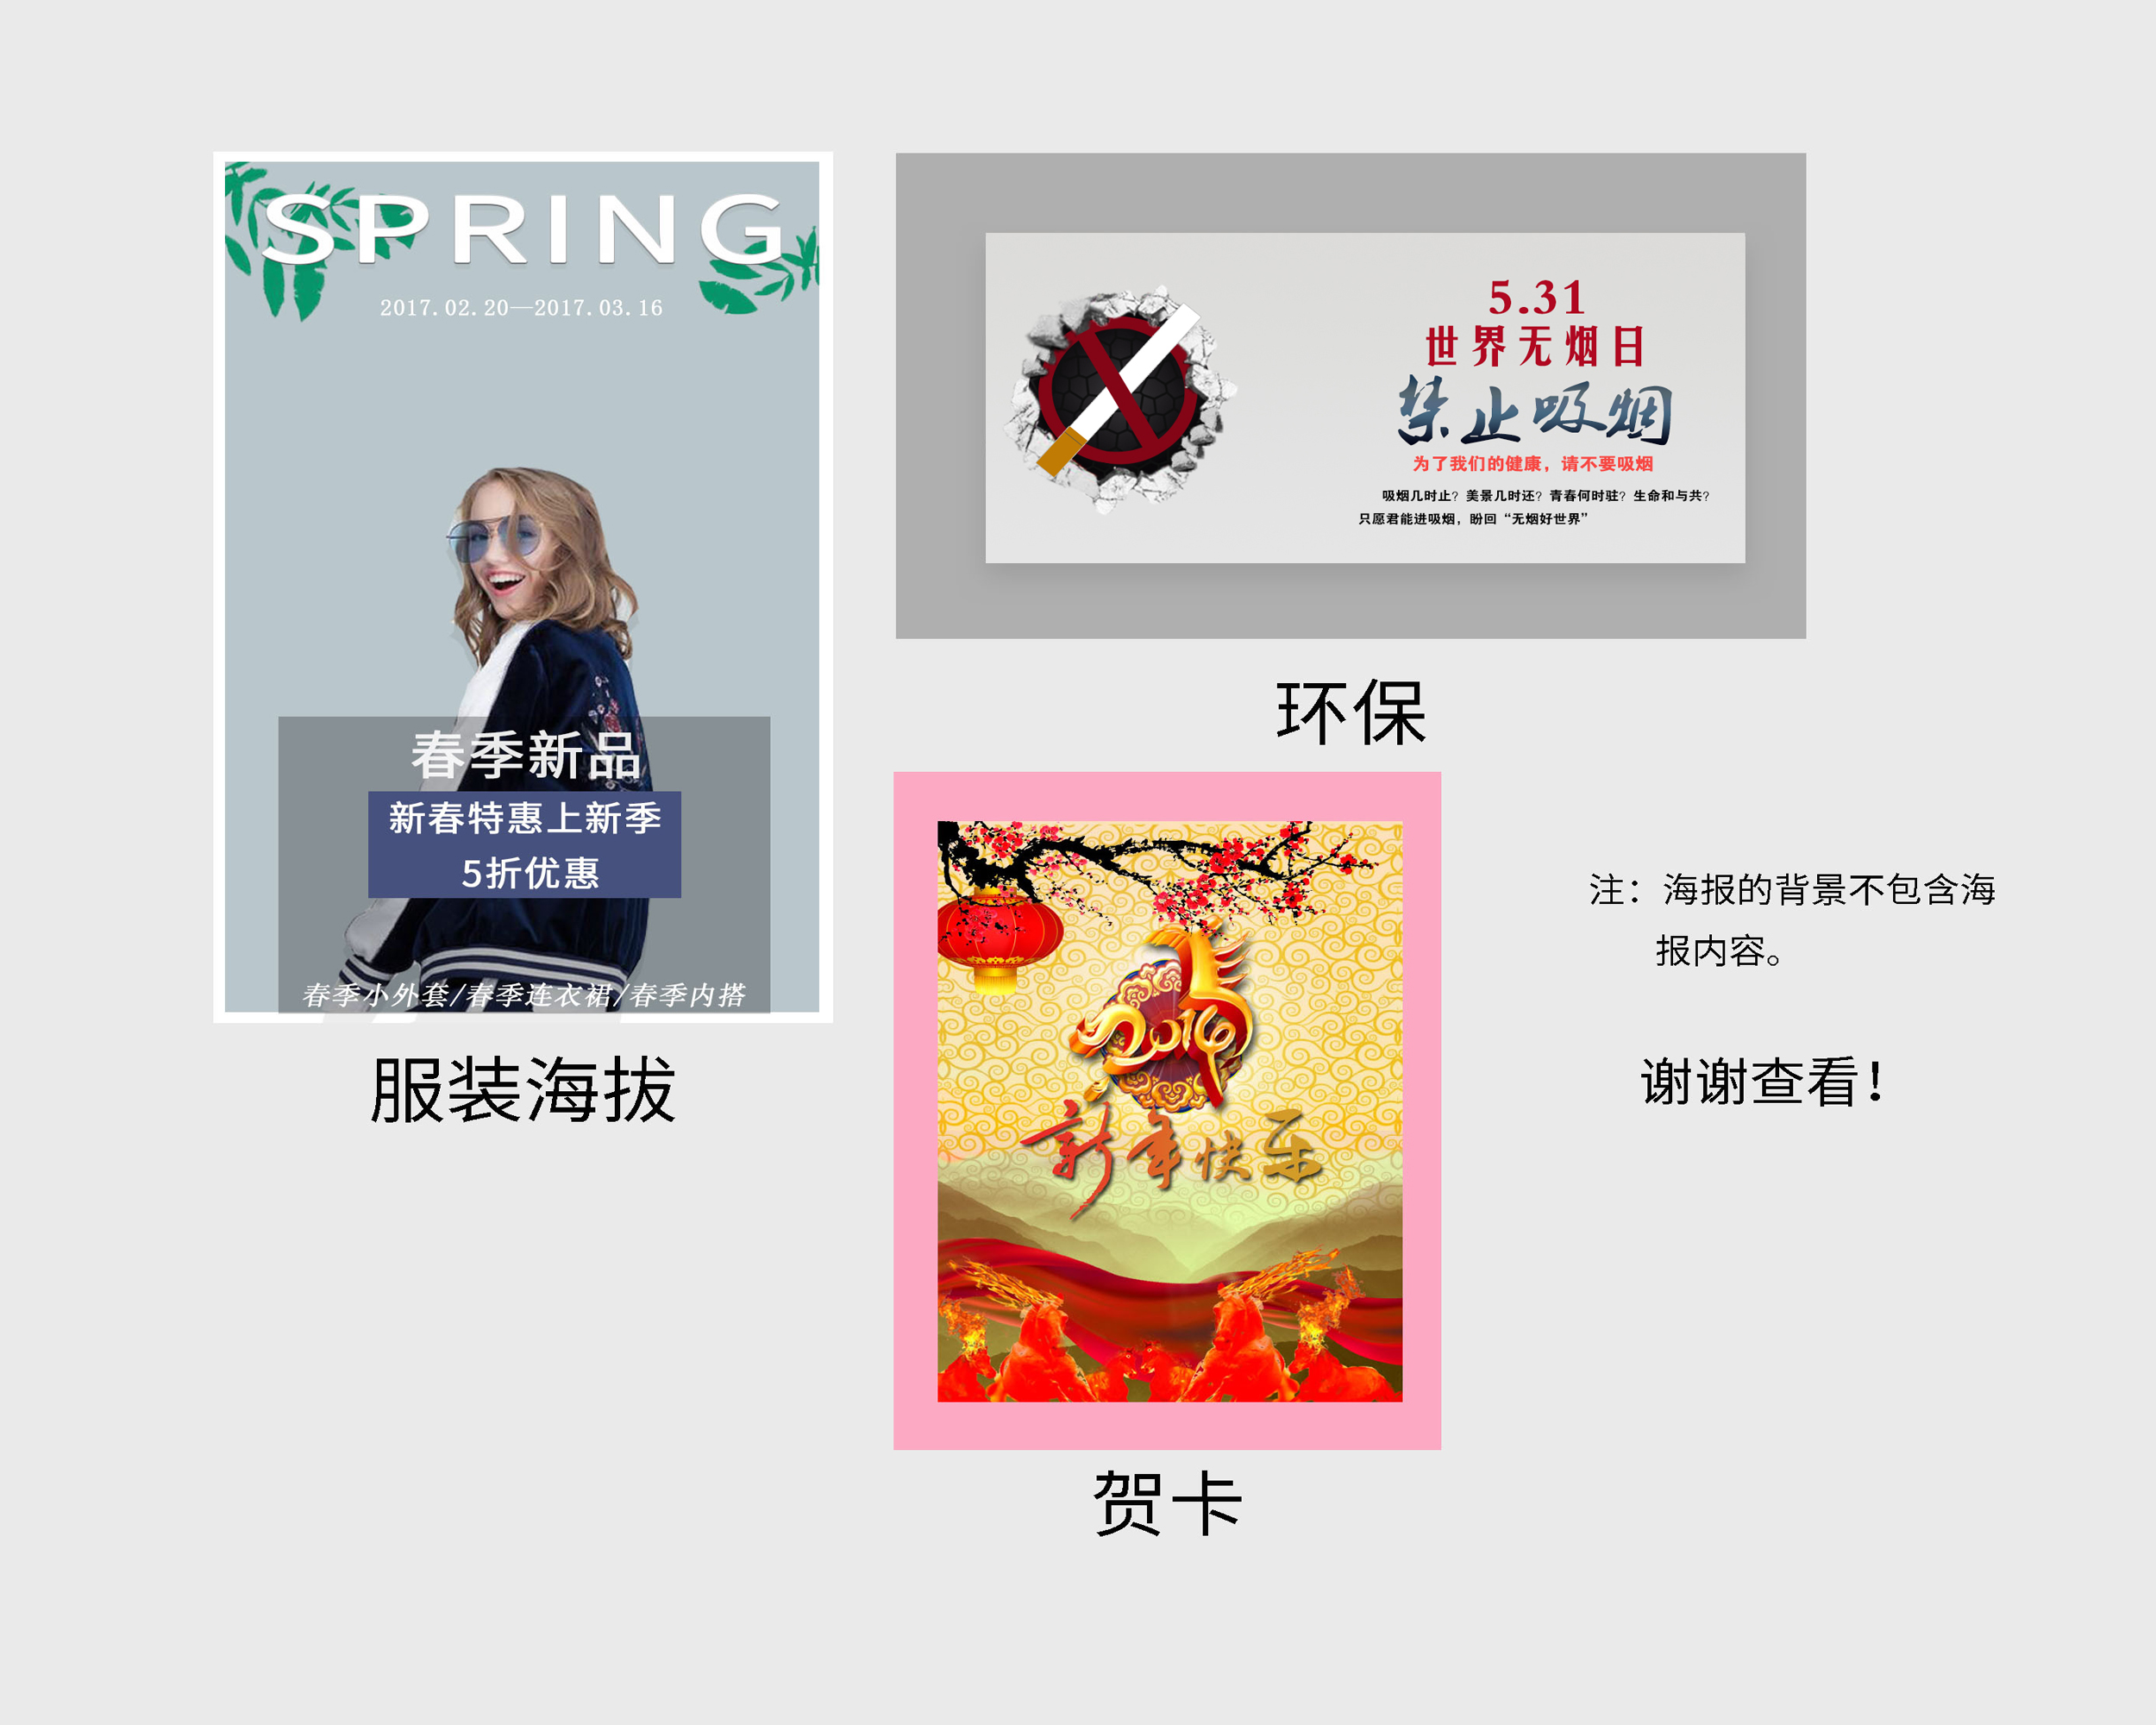 SPRING
2017.02.20—2017.03.16
春季新品
新春特惠上新季
5折优惠
春季小外套/春季连衣裙/春季内搭
服装海拔
5.31
世界无烟日
禁止吸烟
为了我们的健康，请不要吸烟
吸烟几时止？美景几时还？青春何时驻？生命和与共？
只愿君能进吸烟，盼回“无烟好世界”
环保
2016
新年快乐
贺卡
注：海报的背景不包含海
报内容。
谢谢查看！